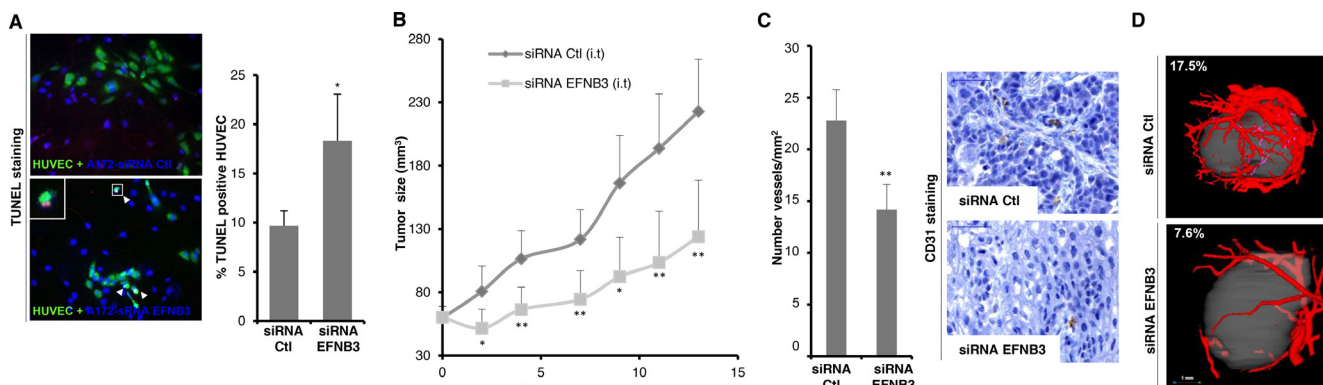 A
TUNEL staining
HUVEC + A172-siRNA Ctl
HUVEC + A172-siRNA EFNB3
% TUNEL positive HUVEC
25
20
15
10
5
0
*
siRNA
Ctl
siRNA
EFNB3
B
Tumor size (mm³)
280
230
180
130
80
30
siRNA Ctl (i.t)
siRNA EFNB3 (i.t)
*
**
**
*
**
**
0
5
10
15
C
Number vessels/mm²
30
25
20
15
10
5
0
**
siRNA
Ctl
siRNA
EFNB3
CD31 staining
siRNA Ctl
siRNA EFNB3
D
siRNA Ctl
17.5%
siRNA EFNB3
7.6%
1 mm